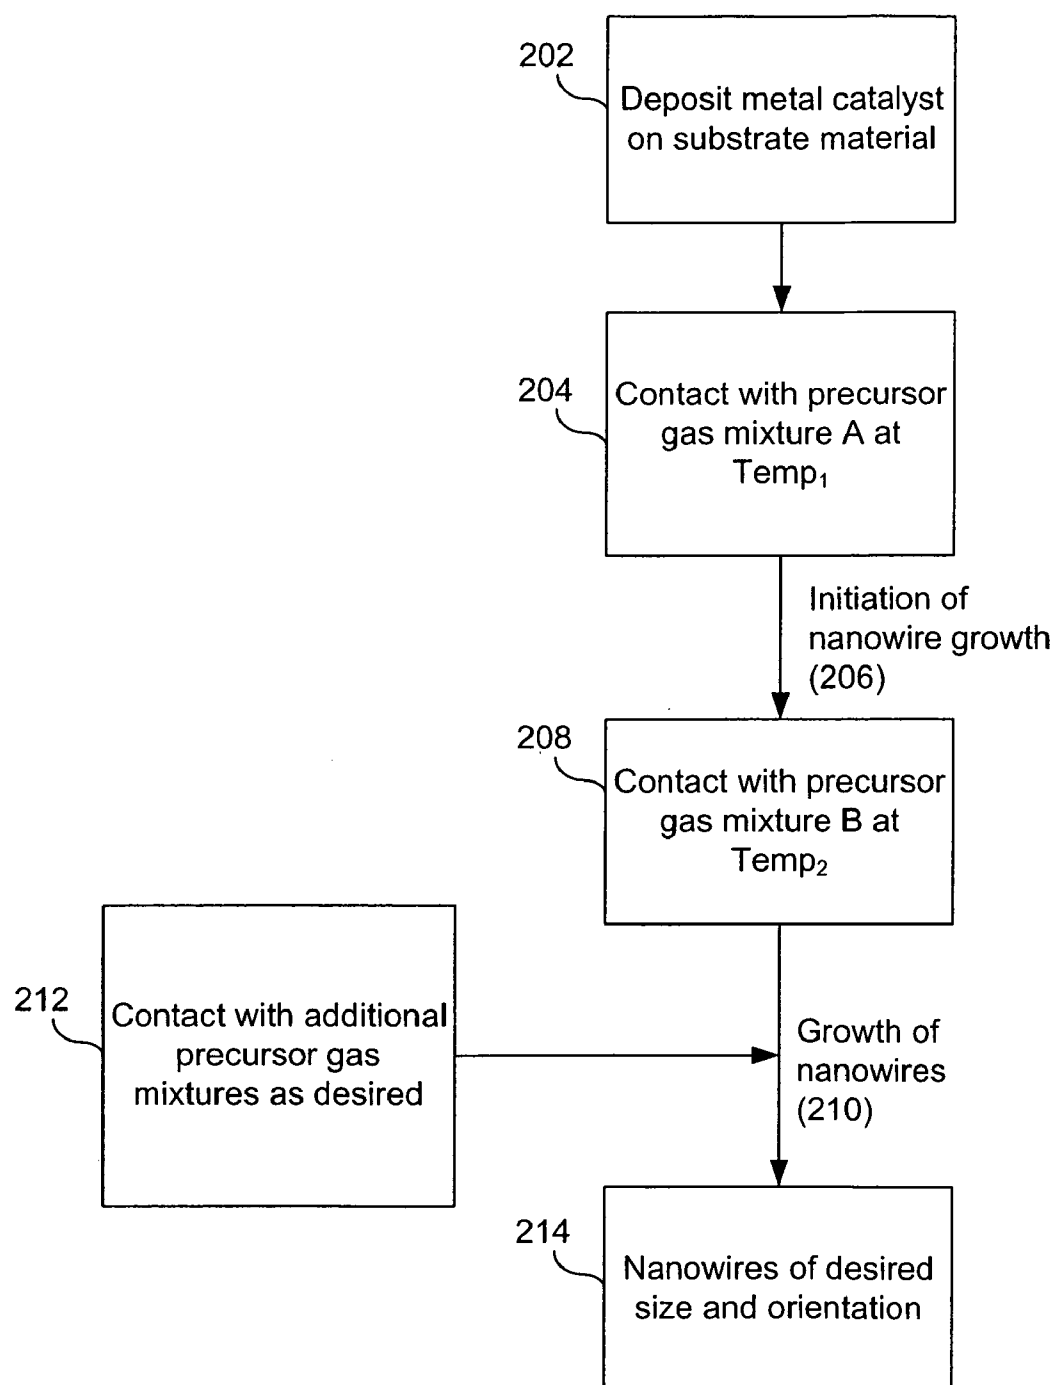 202
Deposit metal catalyst
on substrate material
204
Contact with precursor
gas mixture A at
Temp₁
Initiation of
nanowire growth
(206)
208
Contact with precursor
gas mixture B at
Temp₂
212
Contact with additional
precursor gas
mixtures as desired
Growth of
nanowires
(210)
214
Nanowires of desired
size and orientation